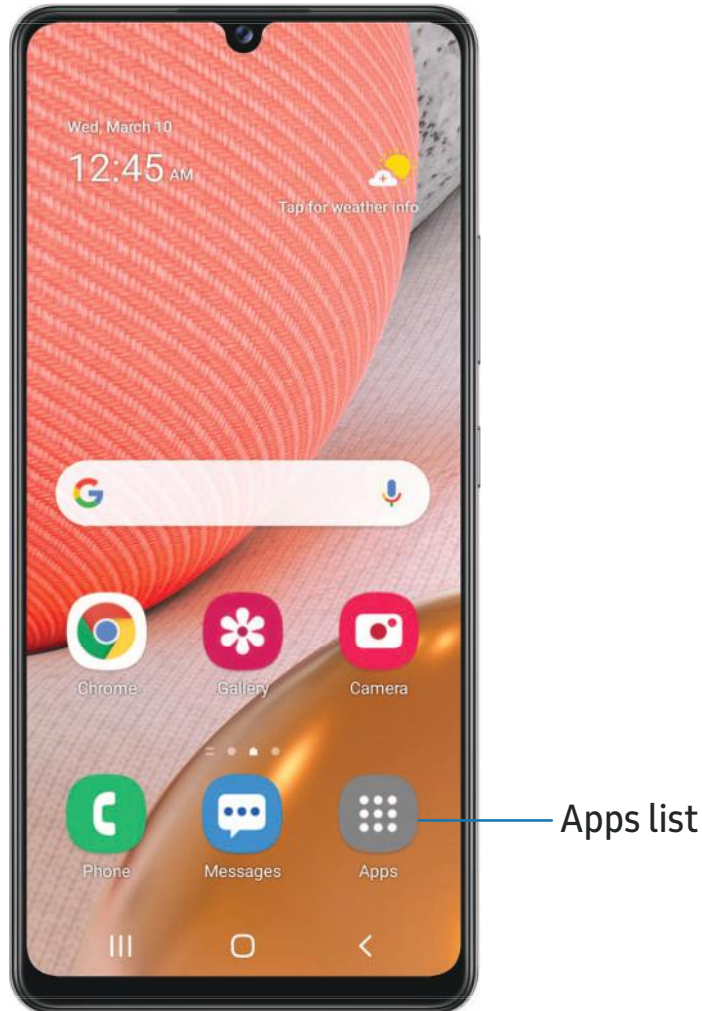 Wed, March 10
12:45 AM
Tap for weather info
G
Chrome
Gallery
Camera
Phone
Messages
Apps
Apps list